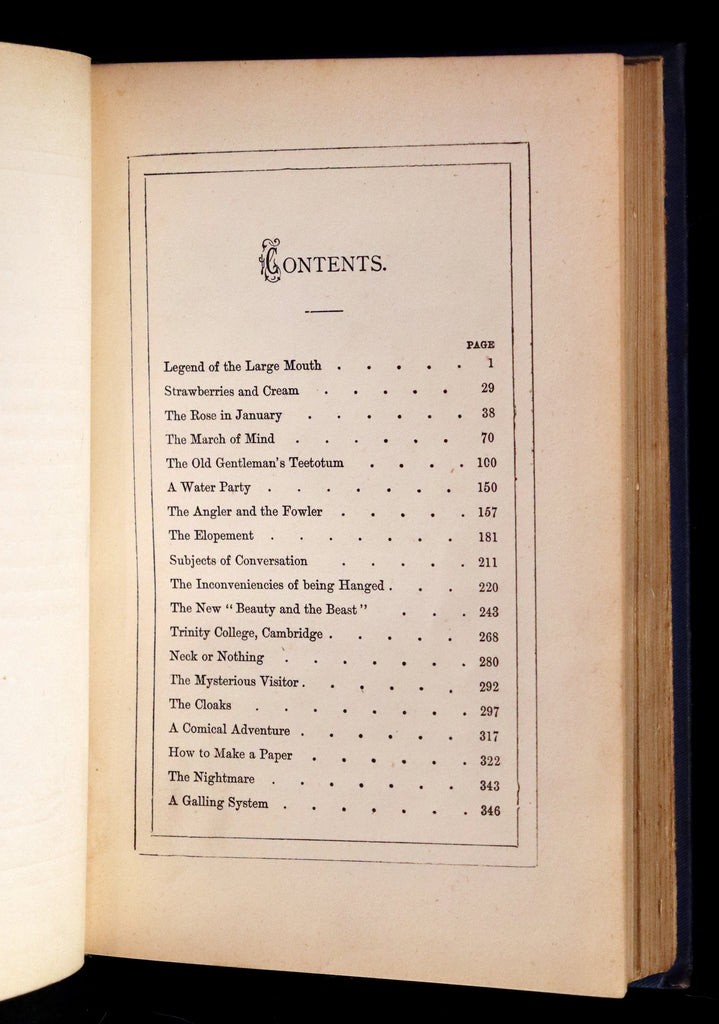 CONTENTS.
PAGE
Legend of the Large Mouth . . . . . 1
Strawberries and Cream . . . . . 29
The Rose in January . . . . . . 38
The March of Mind . . . . . . 70
The Old Gentleman's Teetotum . . . . 100
A Water Party . . . . . . . 150
The Angler and the Fowler . . . . . 157
The Elopement . . . . . . . 181
Subjects of Conversation . . . . . 211
The Inconveniencies of being Hanged . . . 220
The New “Beauty and the Beast” . . . 243
Trinity College, Cambridge . . . . . 268
Neck or Nothing . . . . . . . 280
The Mysterious Visitor . . . . . . 292
The Cloaks . . . . . . . . 297
A Comical Adventure . . . . . . 317
How to Make a Paper . . . . . . 322
The Nightmare . . . . . . . 343
A Galling System . . . . . . . 346